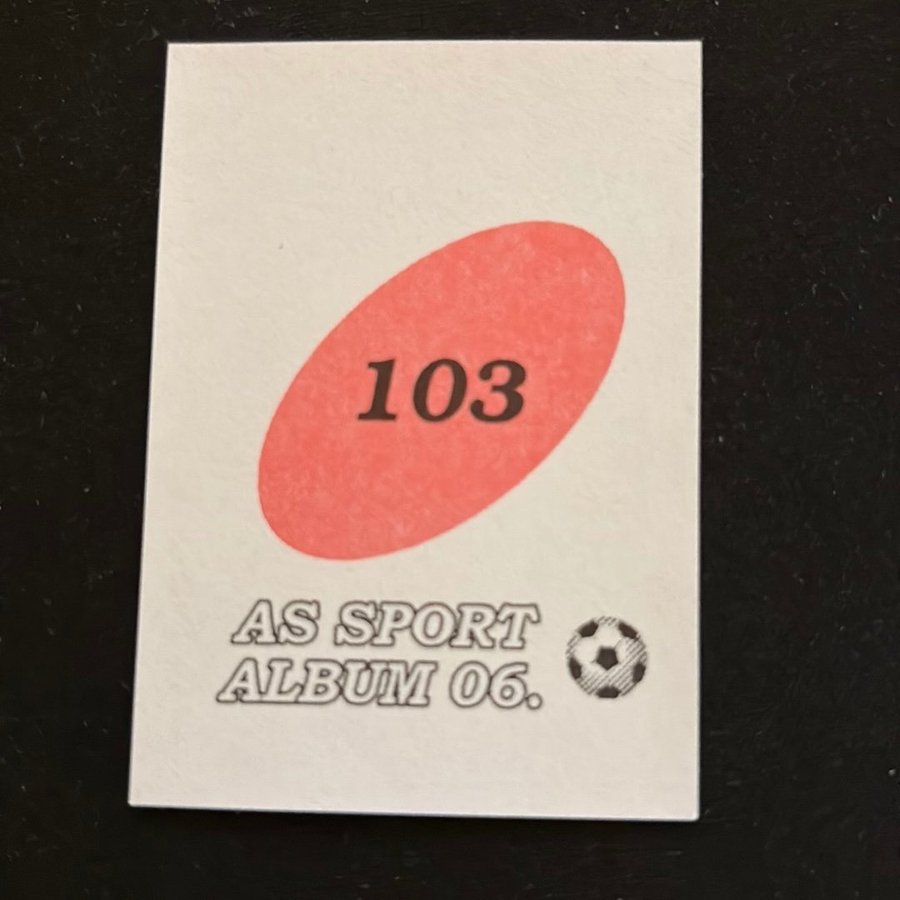 103
AS SPORT
ALBUM 06.